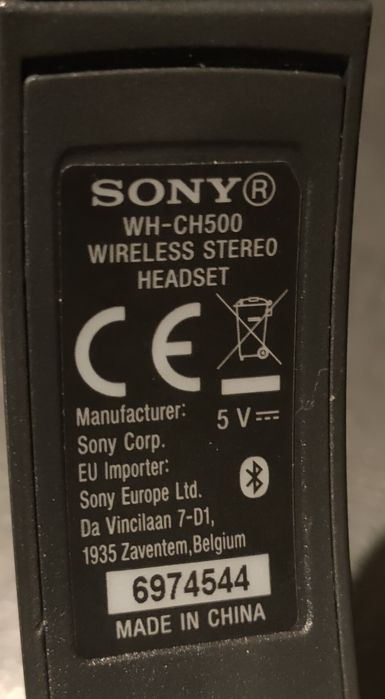 SONY®
WH-CH500
WIRELESS STEREO
HEADSET
CE
Manufacturer: 5 V
Sony Corp.
EU Importer:
Sony Europe Ltd.
Da Vincilaan 7-D1,
1935 Zaventem,Belgium
6974544
MADE IN CHINA